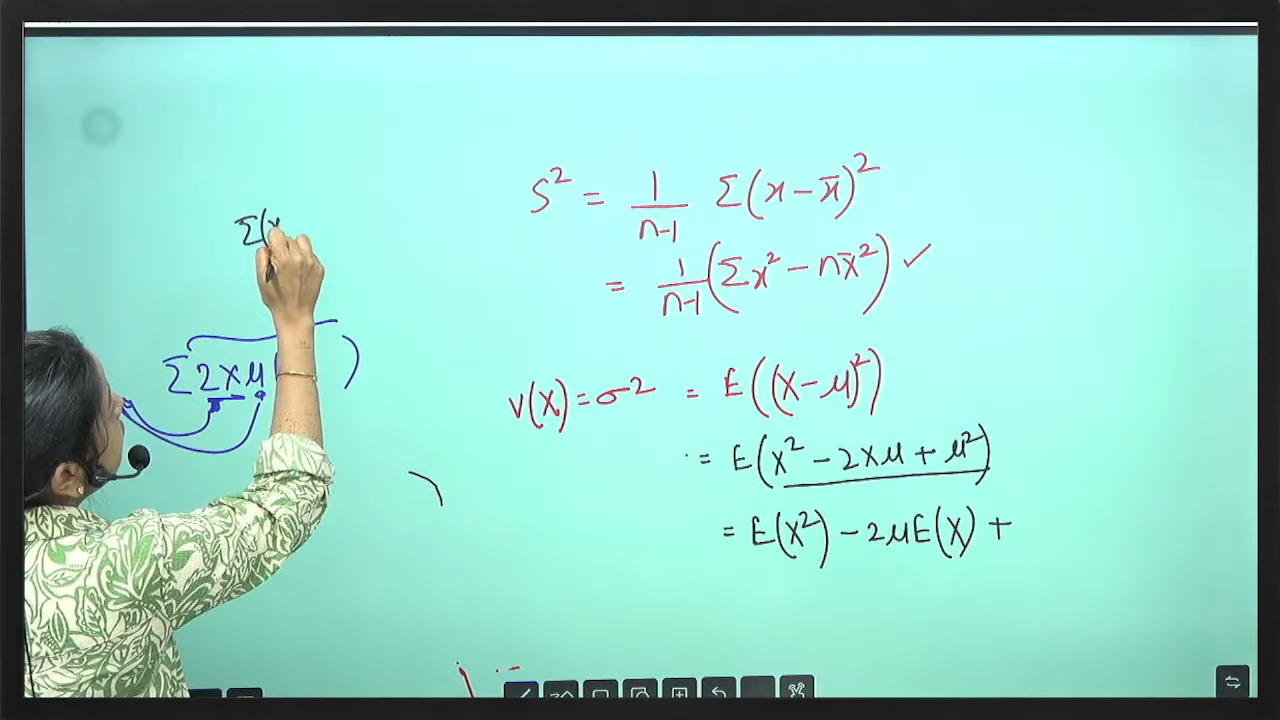 S² = 1/(n-1) Σ(x - x̄)²
= 1/(n-1) (Σx² - nx̄²) ✓
Σ(x
Σ2xμ( )
V(X) = σ² = E((X-μ)²)
= E(X² - 2Xμ + μ²)
= E(X²) - 2μE(X) +